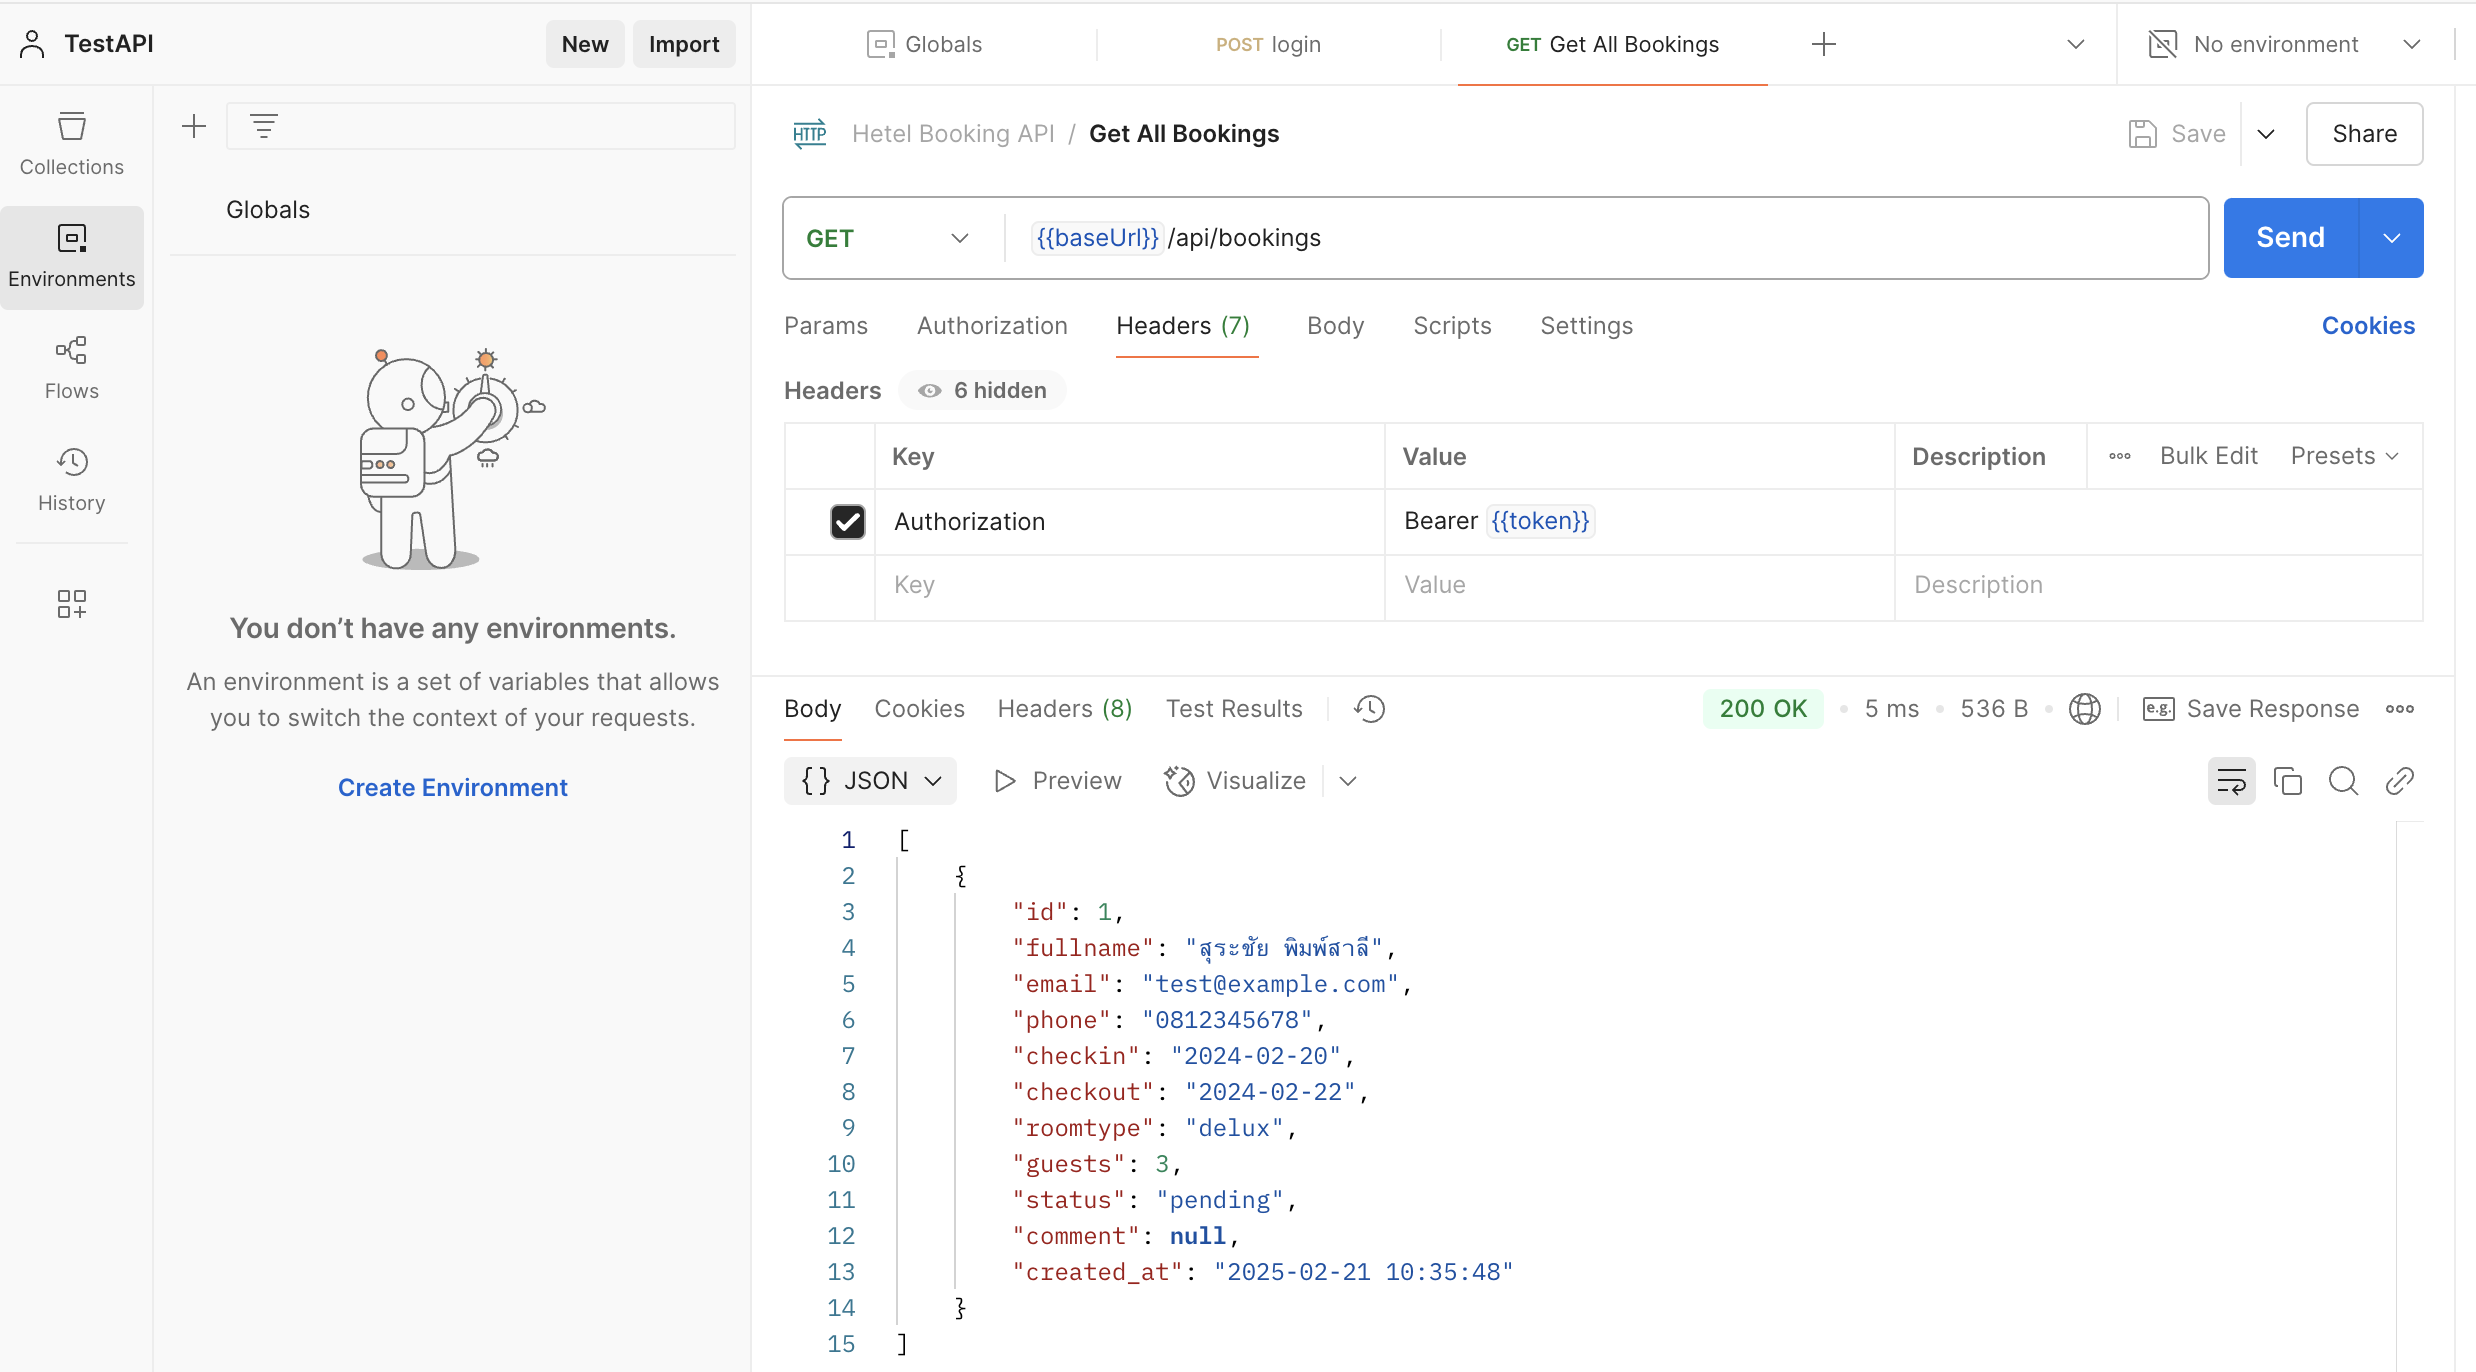 TestAPI
New
Import
Globals
POST login
GET Get All Bookings
No environment
Collections
Environments
Flows
History
Globals
You don’t have any environments.
An environment is a set of variables that allows
you to switch the context of your requests.
Create Environment
HTTP
Hetel Booking API / Get All Bookings
Save
Share
GET
{{baseUrl}} /api/bookings
Send
Params
Authorization
Headers (7)
Body
Scripts
Settings
Cookies
Headers
6 hidden
Key
Value
Description
Bulk Edit
Presets
Authorization
Bearer {{token}}
Key
Value
Description
Body
Cookies
Headers (8)
Test Results
200 OK
5 ms
536 B
e.g.
Save Response
{ } JSON
Preview
Visualize
1 [
2 {
3 "id": 1,
4 "fullname": "สุระชัย พิมพ์สาลี",
5 "email": "test@example.com",
6 "phone": "0812345678",
7 "checkin": "2024-02-20",
8 "checkout": "2024-02-22",
9 "roomtype": "delux",
10 "guests": 3,
11 "status": "pending",
12 "comment": null,
13 "created_at": "2025-02-21 10:35:48"
14 }
15 ]